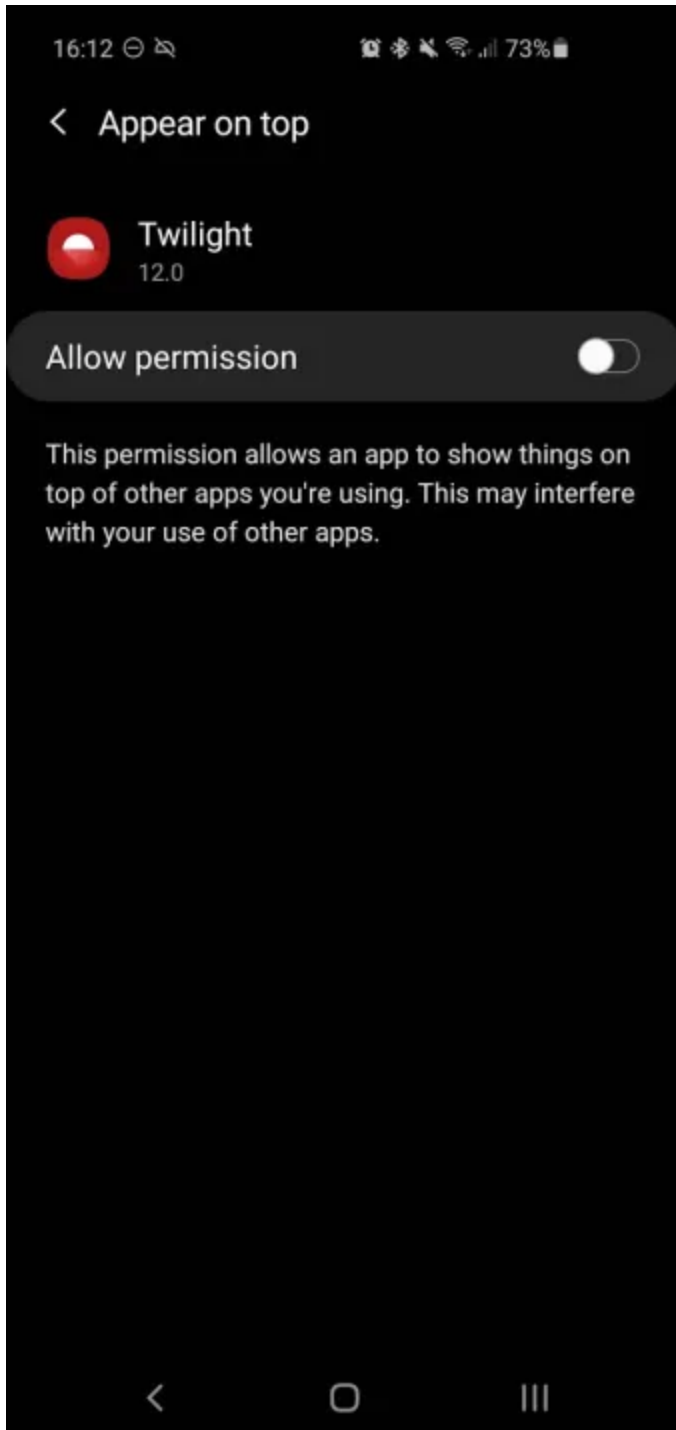 16:12 73%
Appear on top
Twilight
12.0
Allow permission
This permission allows an app to show things on
top of other apps you're using. This may interfere
with your use of other apps.